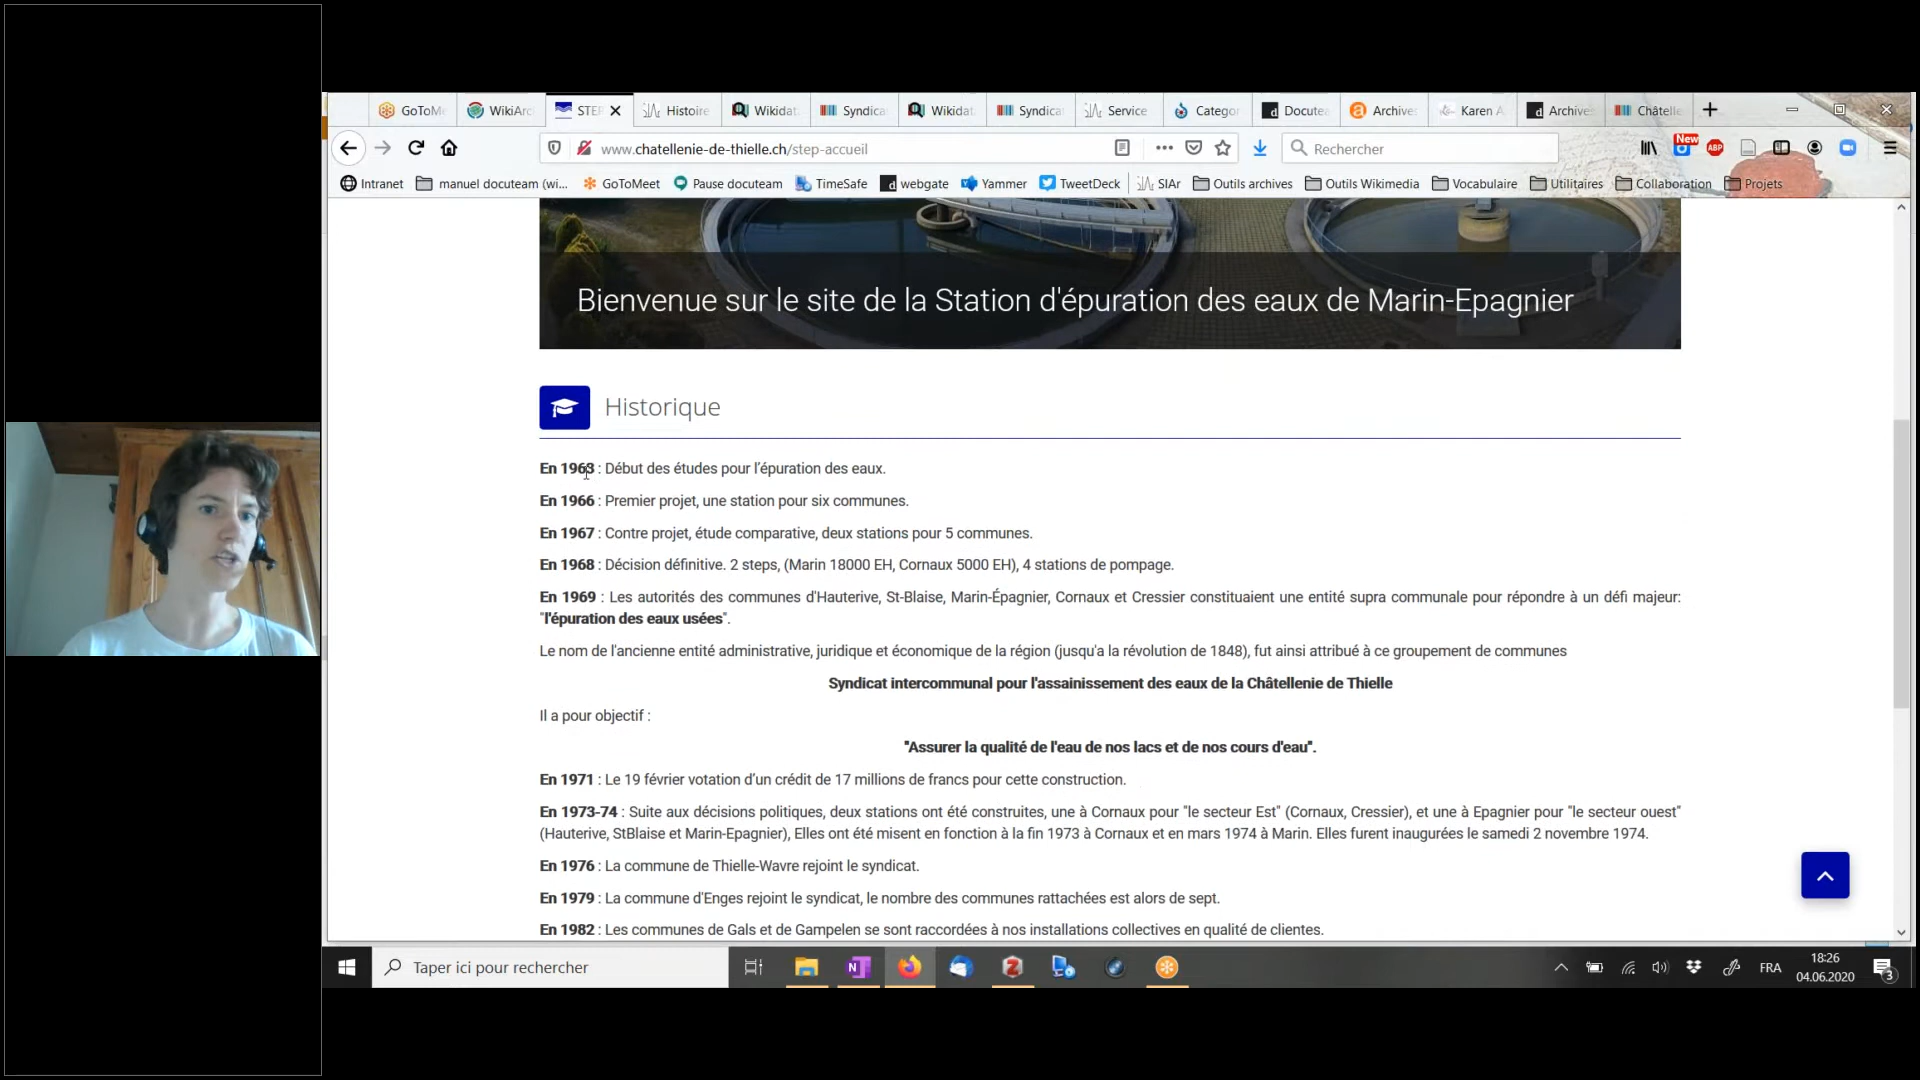 GoToMe
WikiArc
STEP
Histoire
Wikidat
Syndica
Wikidat
Syndica
Service
Categor
Docutea
Archives
Karen A
Archives
Châtelle
www.chatellenie-de-thielle.ch/step-accueil
Rechercher
New
ABP
Intranet
manuel docuteam (wi...
GoToMeet
Pause docuteam
TimeSafe
webgate
Yammer
TweetDeck
SIAr
Outils archives
Outils Wikimedia
Vocabulaire
Utilitaires
Collaboration
Projets
Bienvenue sur le site de la Station d'épuration des eaux de Marin-Epagnier
Historique
En 1963 : Début des études pour l'épuration des eaux.
En 1966 : Premier projet, une station pour six communes.
En 1967 : Contre projet, étude comparative, deux stations pour 5 communes.
En 1968 : Décision définitive. 2 steps, (Marin 18000 EH, Cornaux 5000 EH), 4 stations de pompage.
En 1969 : Les autorités des communes d'Hauterive, St-Blaise, Marin-Épagnier, Cornaux et Cressier constituaient une entité supra communale pour répondre à un défi majeur:
"l'épuration des eaux usées".
Le nom de l'ancienne entité administrative, juridique et économique de la région (jusqu'a la révolution de 1848), fut ainsi attribué à ce groupement de communes
Syndicat intercommunal pour l'assainissement des eaux de la Châtellenie de Thielle
Il a pour objectif :
"Assurer la qualité de l'eau de nos lacs et de nos cours d'eau".
En 1971 : Le 19 février votation d'un crédit de 17 millions de francs pour cette construction.
En 1973-74 : Suite aux décisions politiques, deux stations ont été construites, une à Cornaux pour "le secteur Est" (Cornaux, Cressier), et une à Epagnier pour "le secteur ouest"
(Hauterive, StBlaise et Marin-Epagnier), Elles ont été misent en fonction à la fin 1973 à Cornaux et en mars 1974 à Marin. Elles furent inaugurées le samedi 2 novembre 1974.
En 1976 : La commune de Thielle-Wavre rejoint le syndicat.
En 1979 : La commune d'Enges rejoint le syndicat, le nombre des communes rattachées est alors de sept.
En 1982 : Les communes de Gals et de Gampelen se sont raccordées à nos installations collectives en qualité de clientes.
Taper ici pour rechercher
FRA
18:26
04.06.2020
3